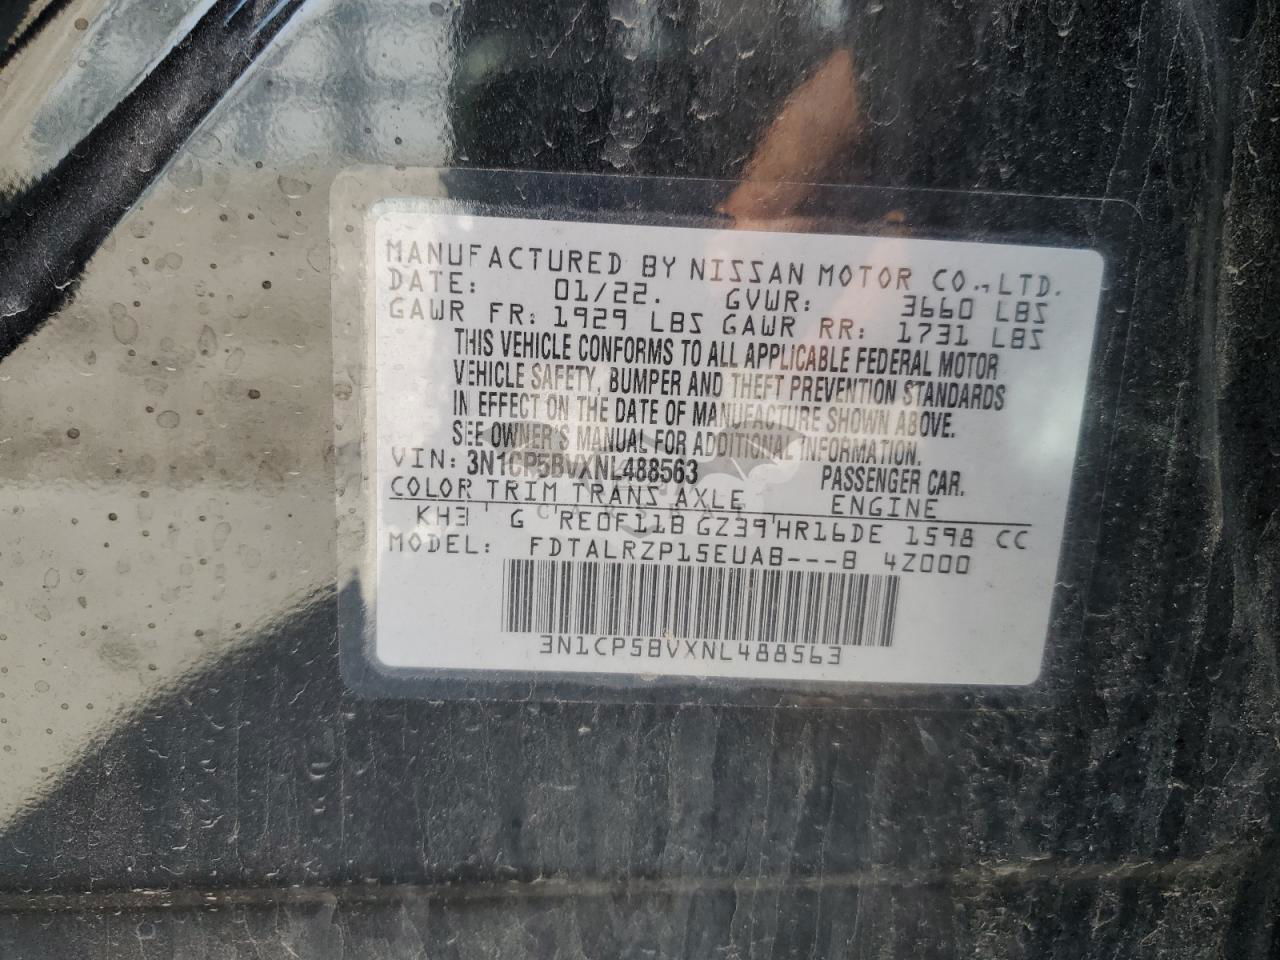 MANUFACTURED BY NISSAN MOTOR CO., LTD.
DATE: 01/22. GVWR: 3660 LBS
GAWR FR: 1929 LBS GAWR RR: 1731 LBS
THIS VEHICLE CONFORMS TO ALL APPLICABLE FEDERAL MOTOR
VEHICLE SAFETY, BUMPER AND THEFT PREVENTION STANDARDS
IN EFFECT ON THE DATE OF MANUFACTURE SHOWN ABOVE.
SEE OWNER'S MANUAL FOR ADDITIONAL INFORMATION.
VIN: 3N1CP5BVXNL488563 PASSENGER CAR.
COLOR TRIM TRANS AXLE ENGINE
KH3 G RE0F11B GZ39 HR16DE 1598 CC
MODEL: FDTALRZP15EUAB---B 4Z000
3N1CP5BVXNL488563